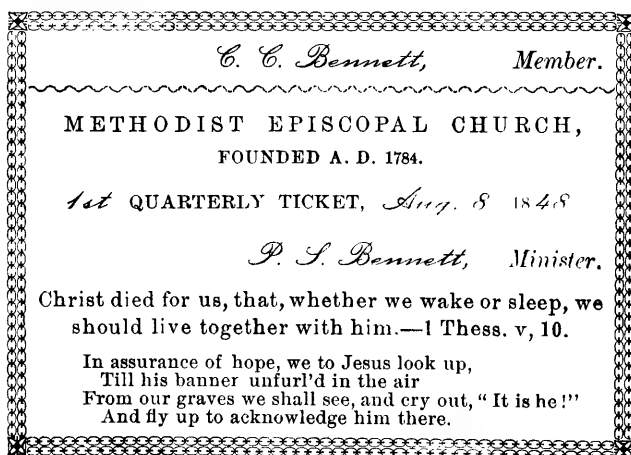 C. C. Bennett, Member.
METHODIST EPISCOPAL CHURCH,
FOUNDED A. D. 1784.
1st QUARTERLY TICKET, Aug. 8 1848
P. S. Bennett, Minister.
Christ died for us, that, whether we wake or sleep, we
should live together with him.—1 Thess. v, 10.
In assurance of hope, we to Jesus look up,
Till his banner unfurl'd in the air
From our graves we shall see, and cry out, "It is he!"
And fly up to acknowledge him there.